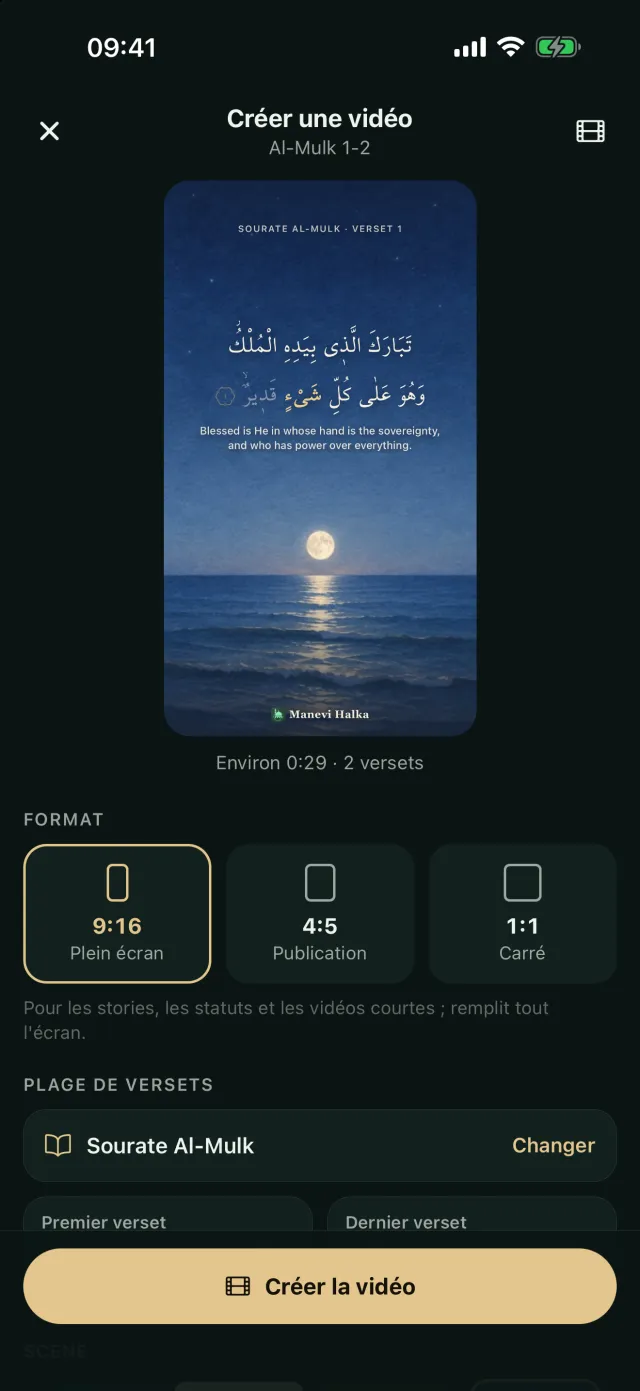 09:41
Créer une vidéo
Al-Mulk 1-2
SOURATE AL-MULK · VERSET 1
تَبَارَكَ الَّذٖى بِيَدِهِ الْمُلْكُۘ
وَهُوَ عَلٰى كُلِّ شَىْءٍ قَدٖيرٌۙ ۝١
Blessed is He in whose hand is the sovereignty,
and who has power over everything.
Manevi Halka
Environ 0:29 · 2 versets
FORMAT
9:16
Plein écran
4:5
Publication
1:1
Carré
Pour les stories, les statuts et les vidéos courtes ; remplit tout
l'écran.
PLAGE DE VERSETS
Sourate Al-Mulk
Changer
Premier verset
Dernier verset
Créer la vidéo
SCÈNE